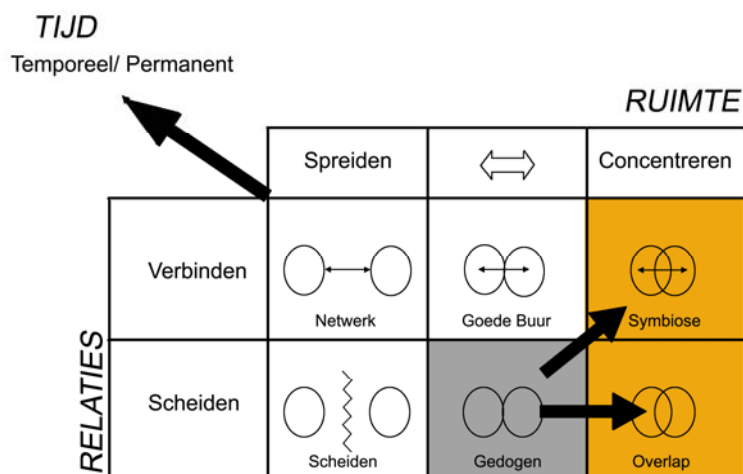 TIJD
Temporeel/ Permanent
RUIMTE
Spreiden
Concentreren
Verbinden
Netwerk
Goede Buur
Symbiose
RELATIES
Scheiden
Scheiden
Gedogen
Overlap